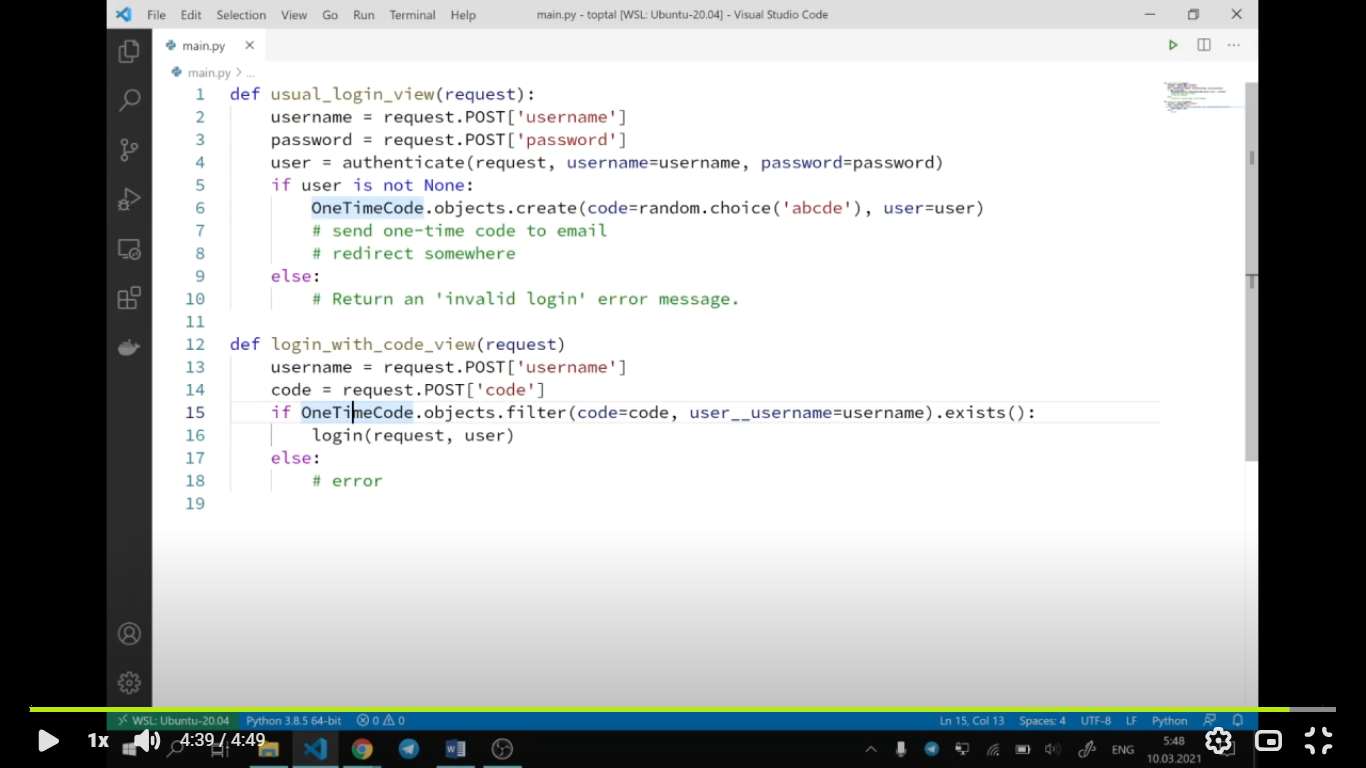 File Edit Selection View Go Run Terminal Help main.py - toptal [WSL: Ubuntu-20.04] - Visual Studio Code
main.py
main.py > ...
1 def usual_login_view(request):
2 username = request.POST['username']
3 password = request.POST['password']
4 user = authenticate(request, username=username, password=password)
5 if user is not None:
6 OneTimeCode.objects.create(code=random.choice('abcde'), user=user)
7 # send one-time code to email
8 # redirect somewhere
9 else:
10 # Return an 'invalid login' error message.
11
12 def login_with_code_view(request)
13 username = request.POST['username']
14 code = request.POST['code']
15 if OneTimeCode.objects.filter(code=code, user__username=username).exists():
16 login(request, user)
17 else:
18 # error
19
WSL: Ubuntu-20.04 Python 3.8.5 64-bit 0 0 Ln 15, Col 13 Spaces: 4 UTF-8 LF Python
1x 4:39 / 4:49 ENG 5:48
10.03.2021